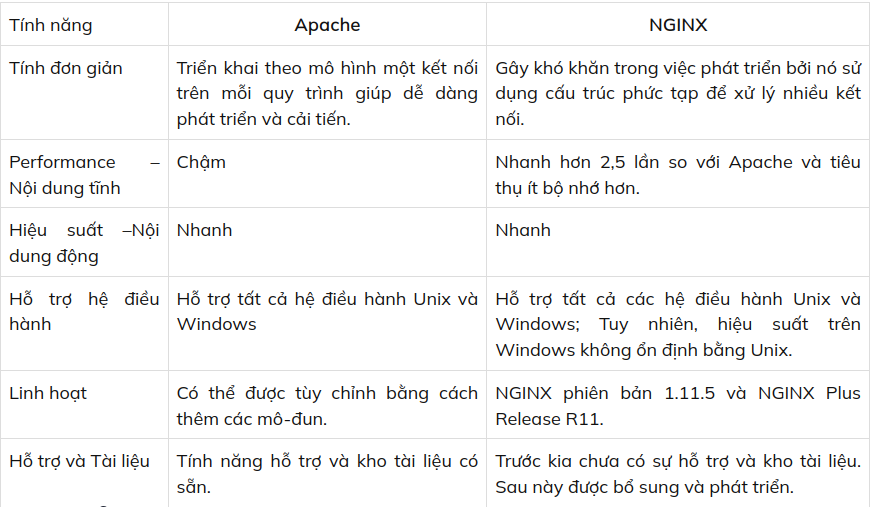 Tính năng Apache NGINX
Tính đơn giản Triển khai theo mô hình một kết nối Gây khó khăn trong việc phát triển bởi nó sử
trên mỗi quy trình giúp dễ dàng dụng cấu trúc phức tạp để xử lý nhiều kết
phát triển và cải tiến. nối.
Performance – Chậm Nhanh hơn 2,5 lần so với Apache và tiêu
Nội dung tĩnh thụ ít bộ nhớ hơn.
Hiệu suất –Nội Nhanh Nhanh
dung động
Hỗ trợ hệ điều Hỗ trợ tất cả hệ điều hành Unix và Hỗ trợ tất cả các hệ điều hành Unix và
hành Windows Windows; Tuy nhiên, hiệu suất trên
Windows không ổn định bằng Unix.
Linh hoạt Có thể được tùy chỉnh bằng cách NGINX phiên bản 1.11.5 và NGINX Plus
thêm các mô-đun. Release R11.
Hỗ trợ và Tài liệu Tính năng hỗ trợ và kho tài liệu có Trước kia chưa có sự hỗ trợ và kho tài liệu.
sẵn. Sau này được bổ sung và phát triển.